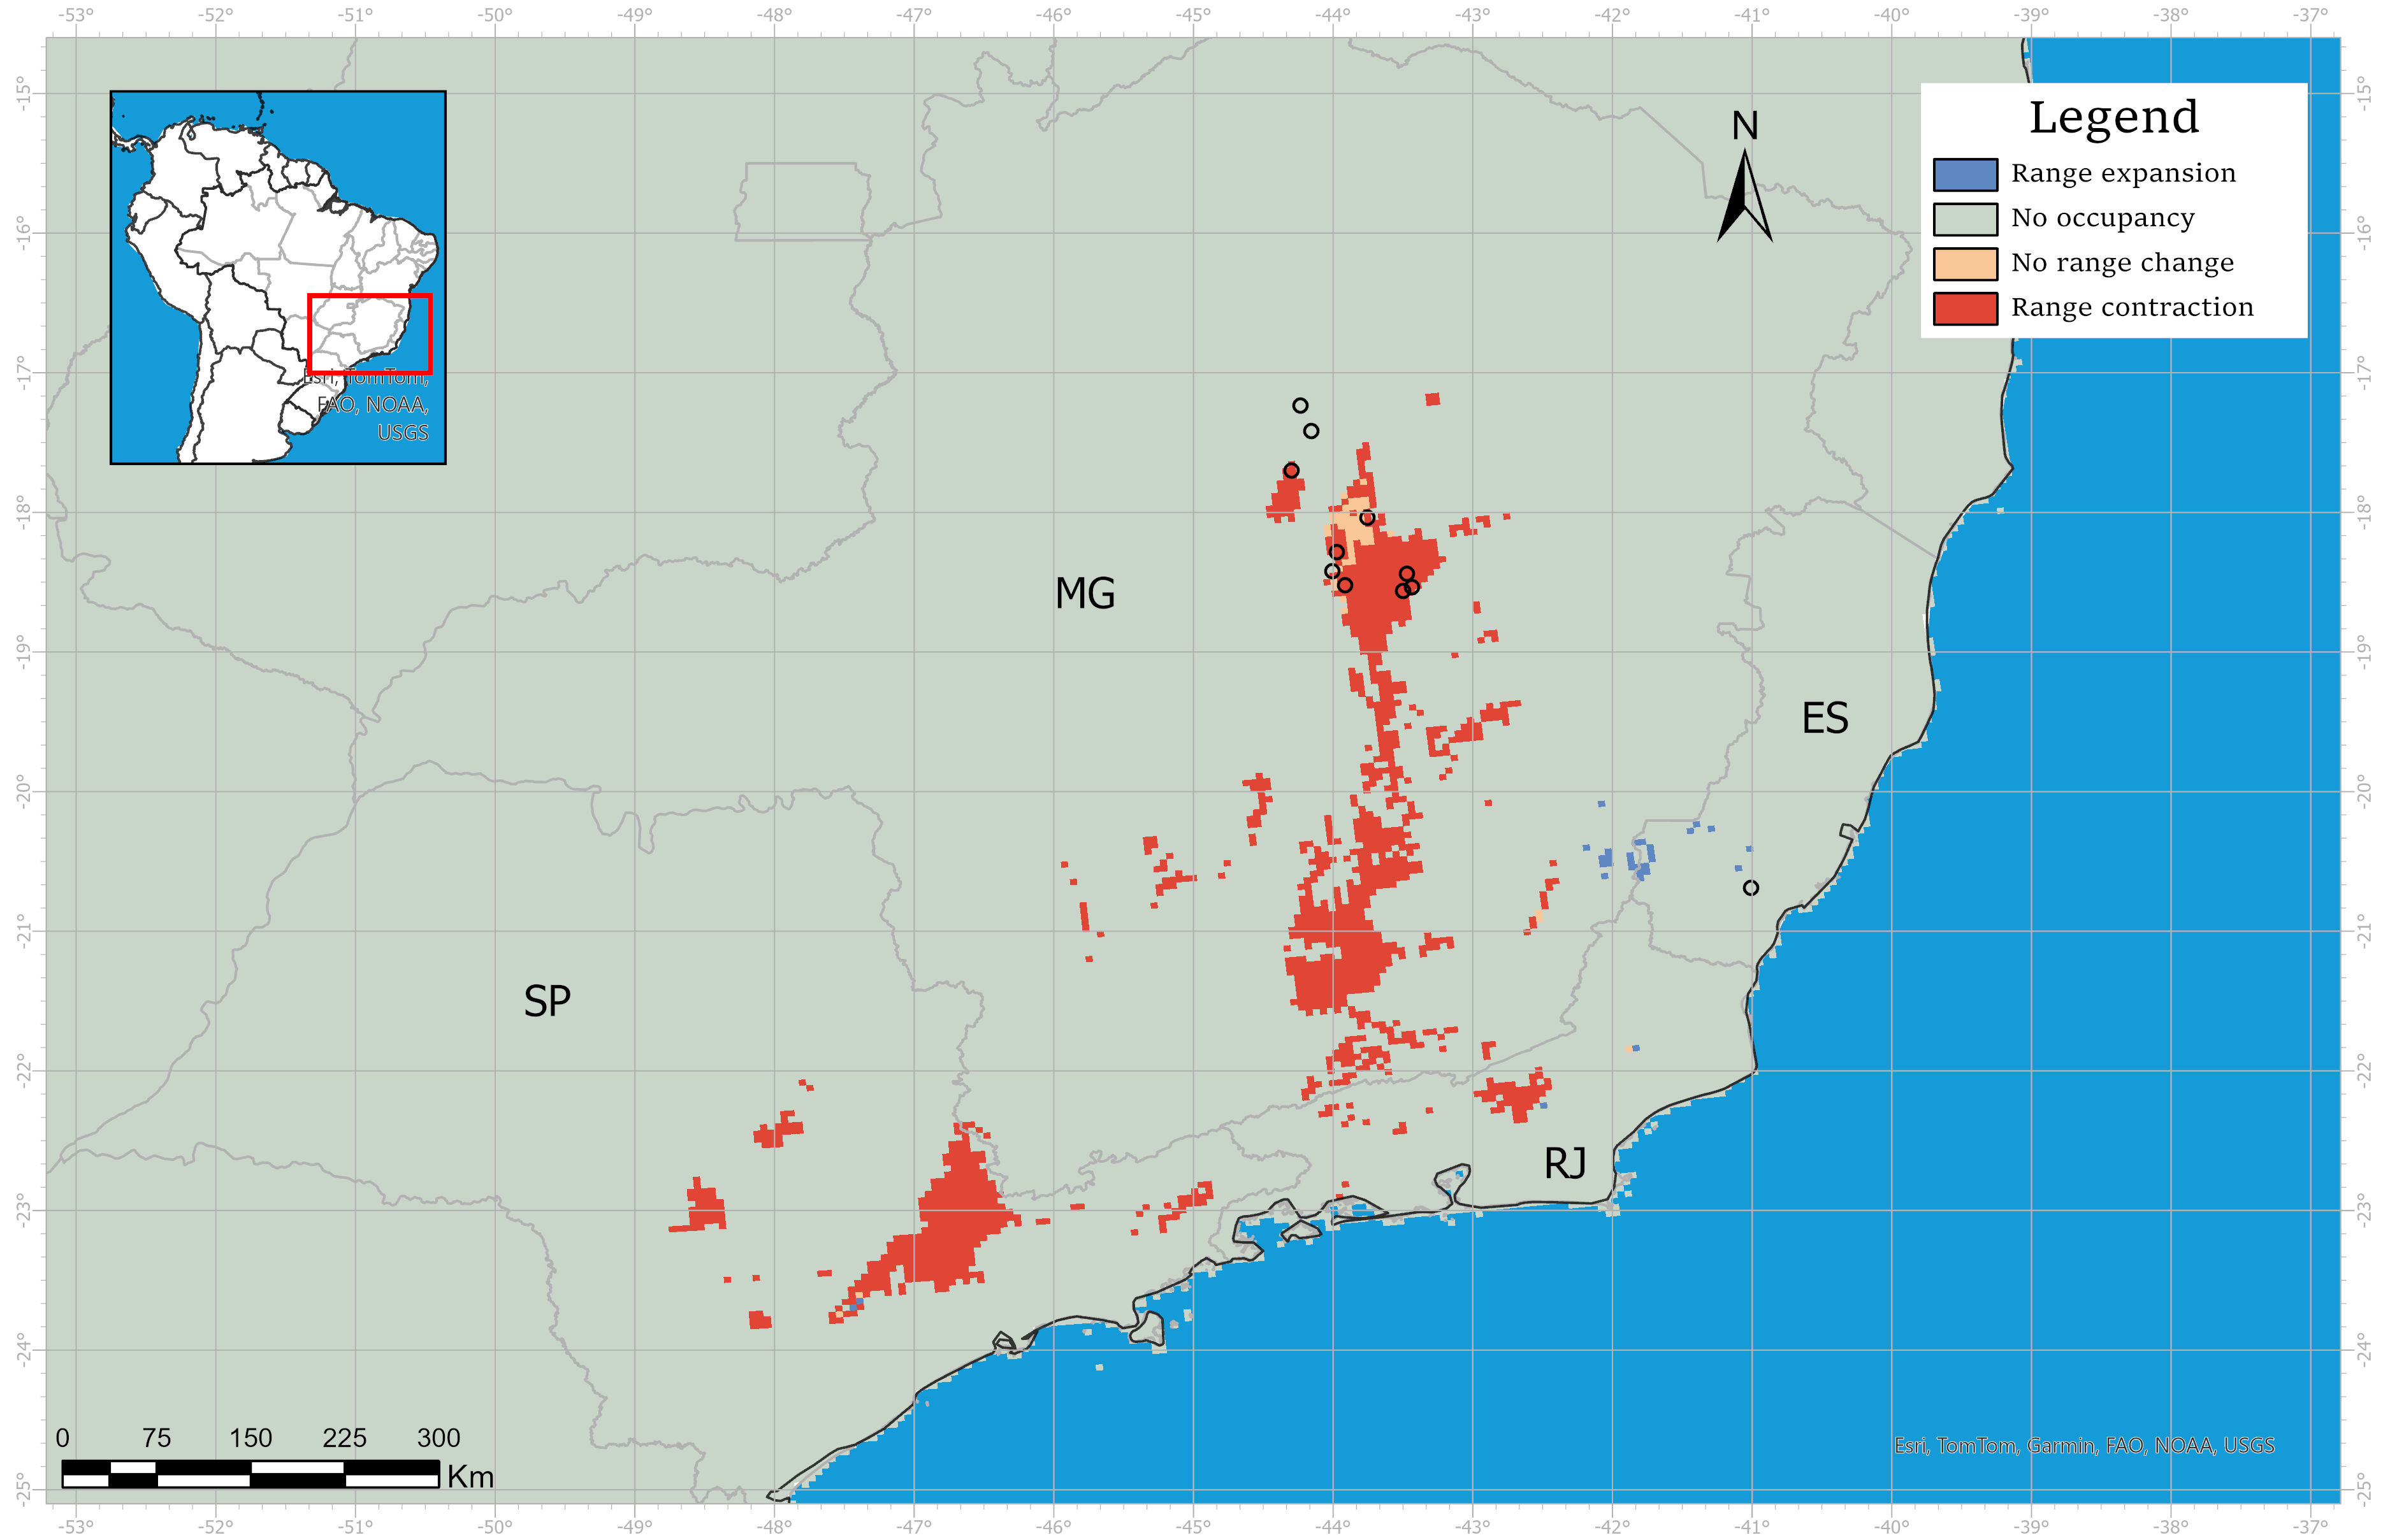 -53° -52° -51° -50° -49° -48° -47° -46° -45° -44° -43° -42° -41° -40° -39° -38° -37°
-15° -15°
Legend
N
Range expansion
No occupancy
-16° -16°
No range change
Range contraction
-17° -17°
Esri, TomTom,
FAO, NOAA,
USGS
-18° -18°
MG
-19° -19°
ES
-20° -20°
-21° -21°
SP
-22° -22°
RJ
-23° -23°
-24° -24°
0 75 150 225 300
Km
Esri, TomTom, Garmin, FAO, NOAA, USGS
-25° -25°
-53° -52° -51° -50° -49° -48° -47° -46° -45° -44° -43° -42° -41° -40° -39° -38° -37°